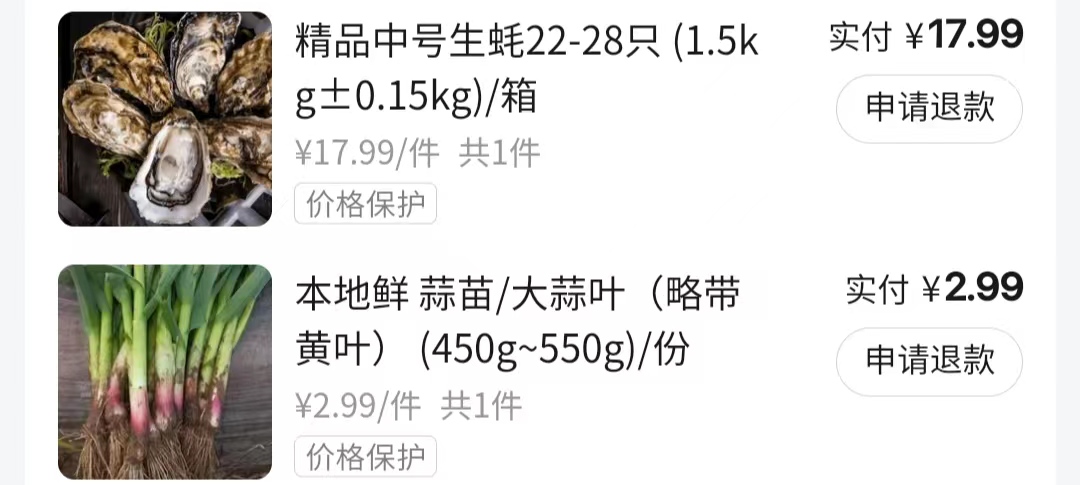 精品中号生蚝22-28只 (1.5k
g±0.15kg)/箱
¥17.99/件 共1件
价格保护
实付 ¥17.99
申请退款
本地鲜 蒜苗/大蒜叶（略带
黄叶） (450g~550g)/份
¥2.99/件 共1件
价格保护
实付 ¥2.99
申请退款